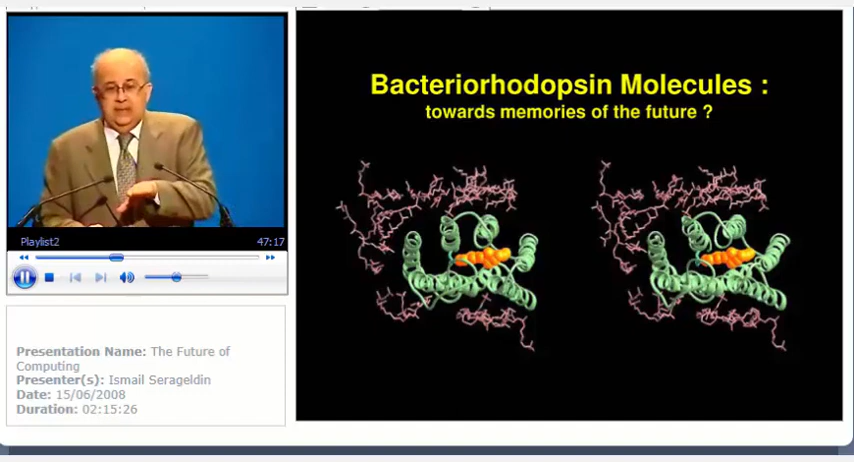 Bacteriorhodopsin Molecules :
towards memories of the future ?
Playlist2 47:17
Presentation Name: The Future of
Computing
Presenter(s): Ismail Serageldin
Date: 15/06/2008
Duration: 02:15:26